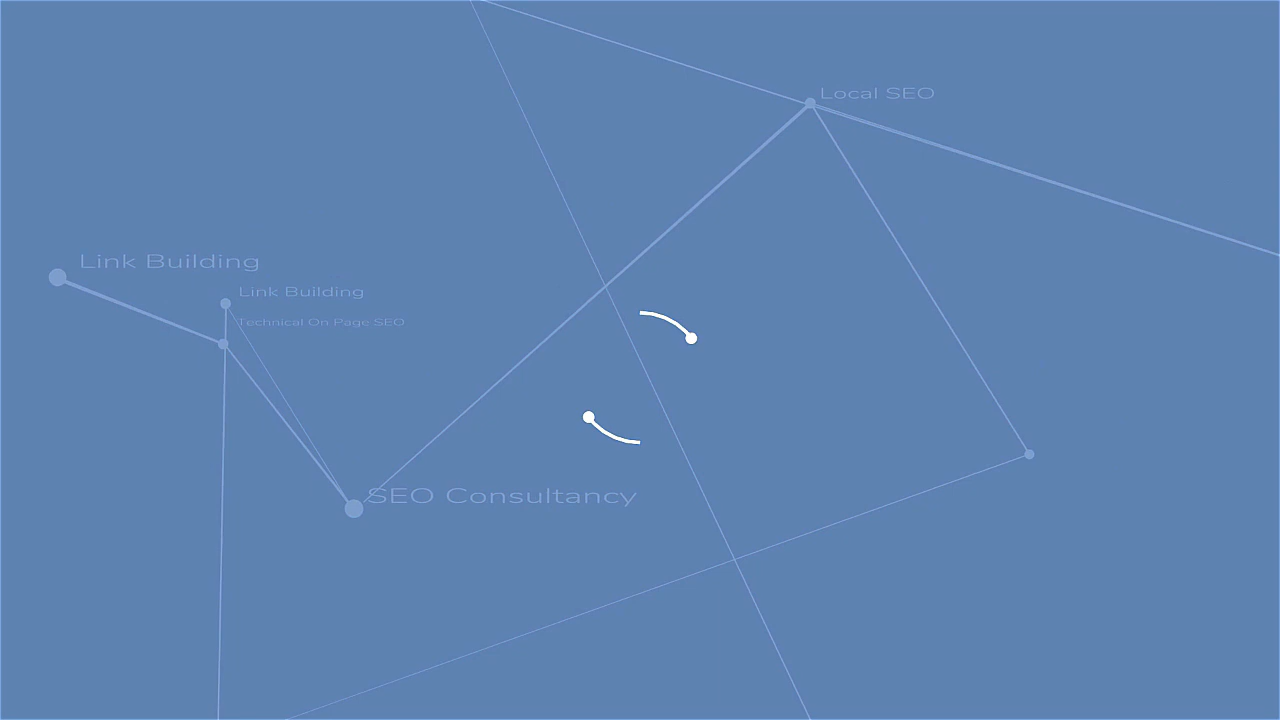 Local SEO
Link Building
Link Building
Technical On Page SEO
SEO Consultancy